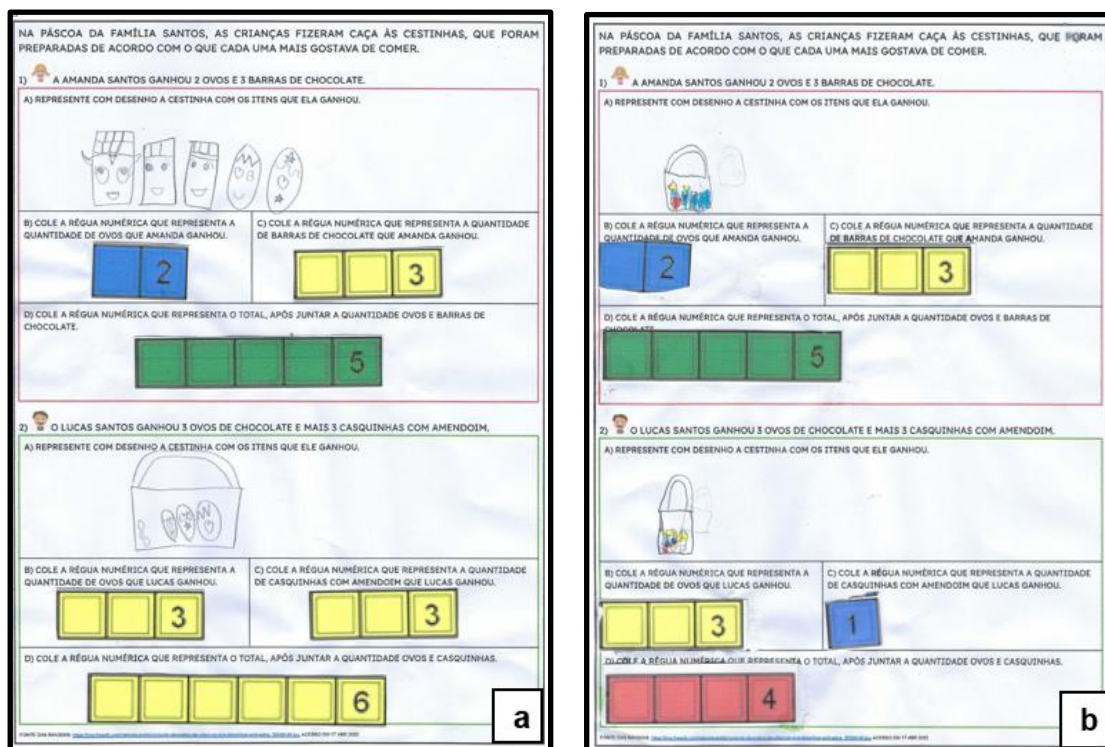 NA PÁSCOA DA FAMÍLIA SANTOS, AS CRIANÇAS FIZERAM CAÇA ÀS CESTINHAS, QUE FORAM
PREPARADAS DE ACORDO COM O QUE CADA UMA MAIS GOSTAVA DE COMER.
1) A AMANDA SANTOS GANHOU 2 OVOS E 3 BARRAS DE CHOCOLATE.
A) REPRESENTE COM DESENHO A CESTINHA COM OS ITENS QUE ELA GANHOU.
B) COLE A RÉGUA NUMÉRICA QUE REPRESENTA A
QUANTIDADE DE OVOS QUE AMANDA GANHOU.
2
C) COLE A RÉGUA NUMÉRICA QUE REPRESENTA A QUANTIDADE
DE BARRAS DE CHOCOLATE QUE AMANDA GANHOU.
3
D) COLE A RÉGUA NUMÉRICA QUE REPRESENTA O TOTAL, APÓS JUNTAR A QUANTIDADE OVOS E BARRAS DE
CHOCOLATE.
5
2) O LUCAS SANTOS GANHOU 3 OVOS DE CHOCOLATE E MAIS 3 CASQUINHAS COM AMENDOIM.
A) REPRESENTE COM DESENHO A CESTINHA COM OS ITENS QUE ELE GANHOU.
B) COLE A RÉGUA NUMÉRICA QUE REPRESENTA A
QUANTIDADE DE OVOS QUE LUCAS GANHOU.
3
C) COLE A RÉGUA NUMÉRICA QUE REPRESENTA A QUANTIDADE
DE CASQUINHAS COM AMENDOIM QUE LUCAS GANHOU.
3
D) COLE A RÉGUA NUMÉRICA QUE REPRESENTA O TOTAL, APÓS JUNTAR A QUANTIDADE OVOS E CASQUINHAS.
6
a
NA PÁSCOA DA FAMÍLIA SANTOS, AS CRIANÇAS FIZERAM CAÇA ÀS CESTINHAS, QUE FORAM
PREPARADAS DE ACORDO COM O QUE CADA UMA MAIS GOSTAVA DE COMER.
1) A AMANDA SANTOS GANHOU 2 OVOS E 3 BARRAS DE CHOCOLATE.
A) REPRESENTE COM DESENHO A CESTINHA COM OS ITENS QUE ELA GANHOU.
B) COLE A RÉGUA NUMÉRICA QUE REPRESENTA A
QUANTIDADE DE OVOS QUE AMANDA GANHOU.
2
C) COLE A RÉGUA NUMÉRICA QUE REPRESENTA A QUANTIDADE
DE BARRAS DE CHOCOLATE QUE AMANDA GANHOU.
3
D) COLE A RÉGUA NUMÉRICA QUE REPRESENTA O TOTAL, APÓS JUNTAR A QUANTIDADE OVOS E BARRAS DE
CHOCOLATE.
5
2) O LUCAS SANTOS GANHOU 3 OVOS DE CHOCOLATE E MAIS 3 CASQUINHAS COM AMENDOIM.
A) REPRESENTE COM DESENHO A CESTINHA COM OS ITENS QUE ELE GANHOU.
B) COLE A RÉGUA NUMÉRICA QUE REPRESENTA A
QUANTIDADE DE OVOS QUE LUCAS GANHOU.
3
C) COLE A RÉGUA NUMÉRICA QUE REPRESENTA A QUANTIDADE
DE CASQUINHAS COM AMENDOIM QUE LUCAS GANHOU.
1
D) COLE A RÉGUA NUMÉRICA QUE REPRESENTA O TOTAL, APÓS JUNTAR A QUANTIDADE OVOS E CASQUINHAS.
4
b